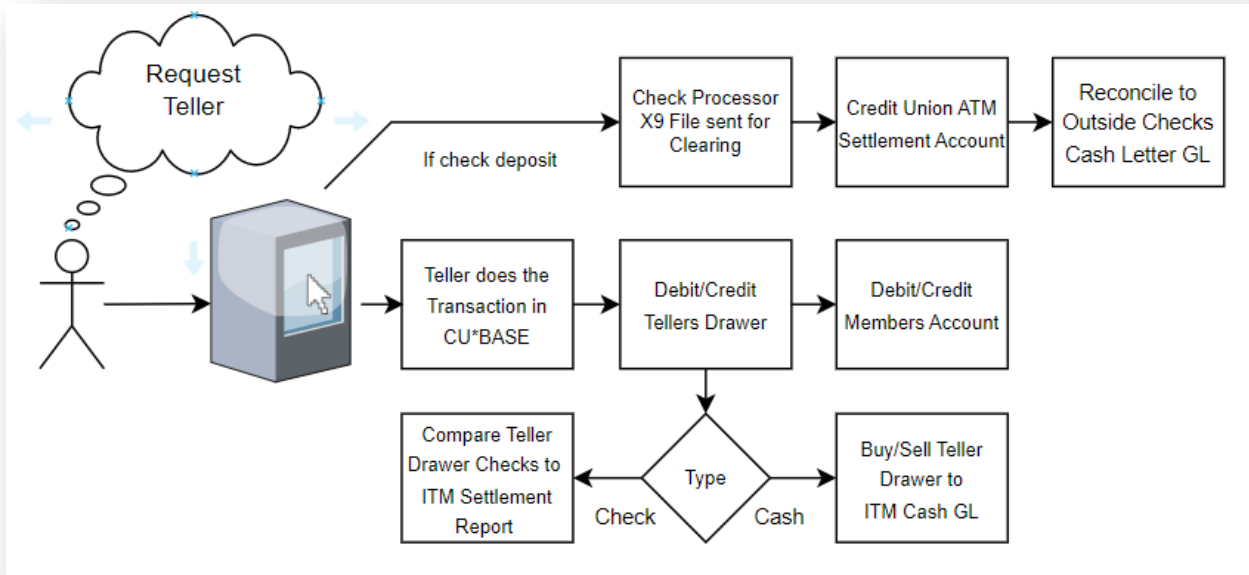 Request
Teller
If check deposit
Check Processor
X9 File sent for
Clearing
Credit Union ATM
Settlement Account
Reconcile to
Outside Checks
Cash Letter GL
Teller does the
Transaction in
CU*BASE
Debit/Credit
Tellers Drawer
Debit/Credit
Members Account
Compare Teller
Drawer Checks to
ITM Settlement
Report
Check
Type
Cash
Buy/Sell Teller
Drawer to
ITM Cash GL